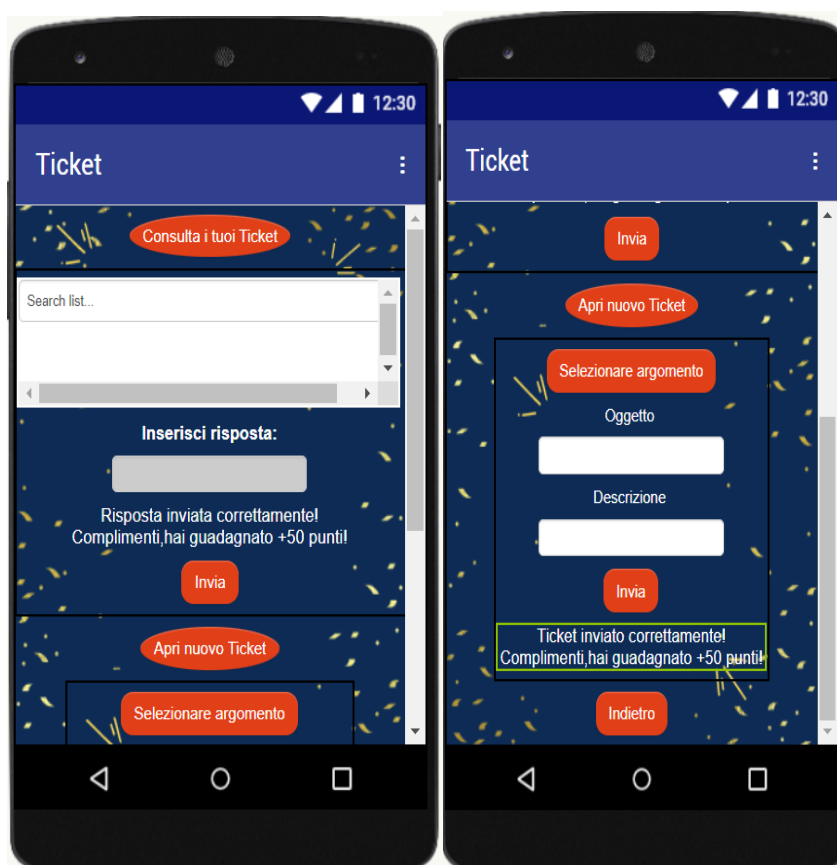 12:30
Ticket
Consulta i tuoi Ticket
Search list...
Inserisci risposta:
Risposta inviata correttamente!
Complimenti,hai guadagnato +50 punti!
Invia
Apri nuovo Ticket
Selezionare argomento
12:30
Ticket
Invia
Apri nuovo Ticket
Selezionare argomento
Oggetto
Descrizione
Invia
Ticket inviato correttamente!
Complimenti,hai guadagnato +50 punti!
Indietro